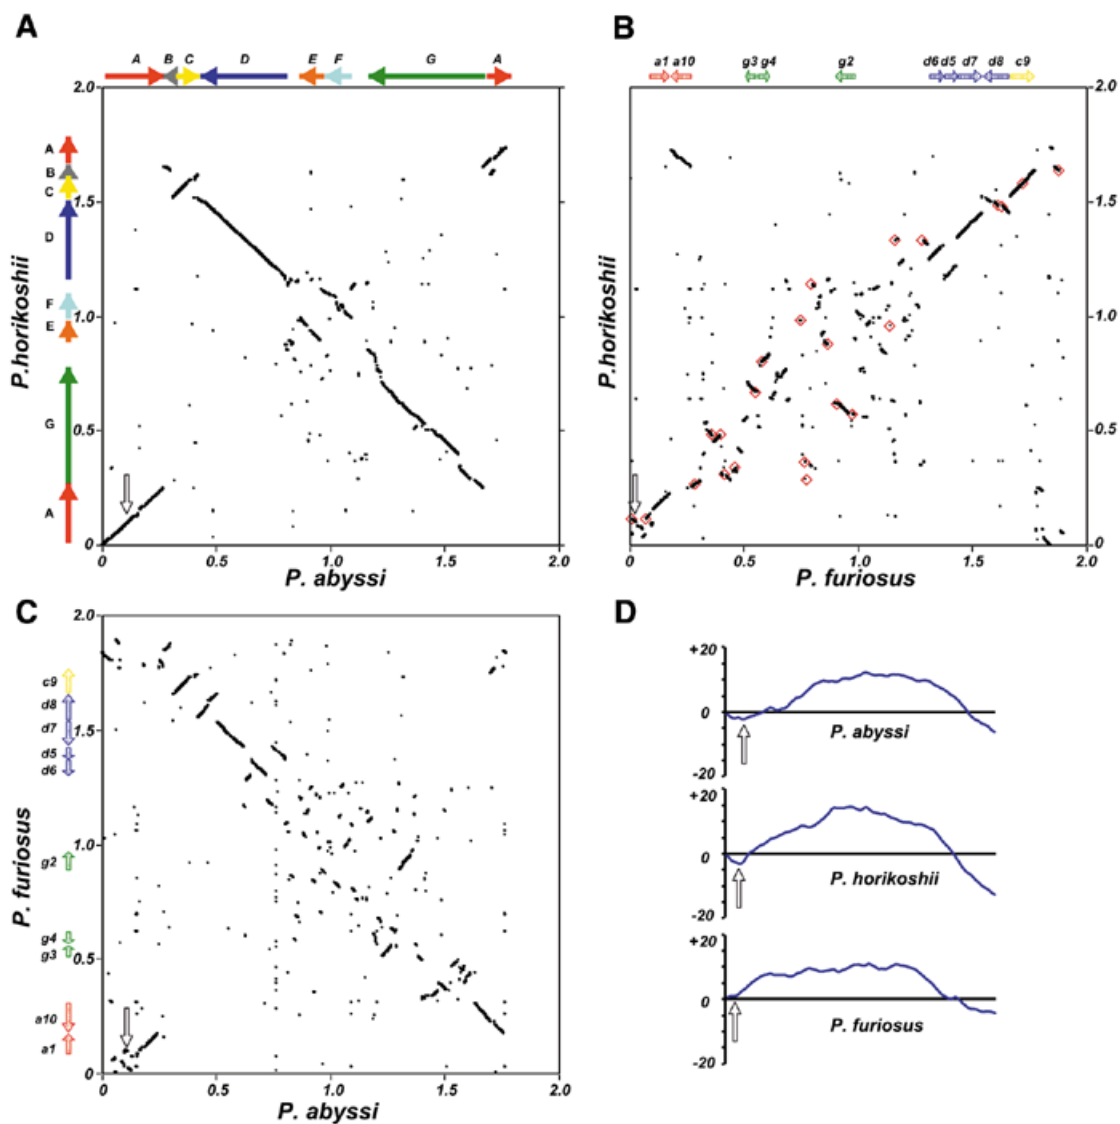 A
B
A B C D E F G A
a1 a10 g3 g4 g2 d6 d5 d7 d8 c9
2.0
2.0
A
B
C
1.5
1.5
D
P.horikoshii
P.horikoshii
F
1.0
1.0
E
G
0.5
0.5
A
0
0
0 0.5 1.0 1.5 2.0
0 0.5 1.0 1.5 2.0
P. abyssi
P. furiosus
C
D
2.0
c9
d8
d7
1.5
d5
d6
P. furiosus
1.0
g2
g4
0.5
g3
a10
a1
0
0 0.5 1.0 1.5 2.0
P. abyssi
+20
0
P. abyssi
-20
+20
0
P. horikoshii
-20
+20
0
P. furiosus
-20